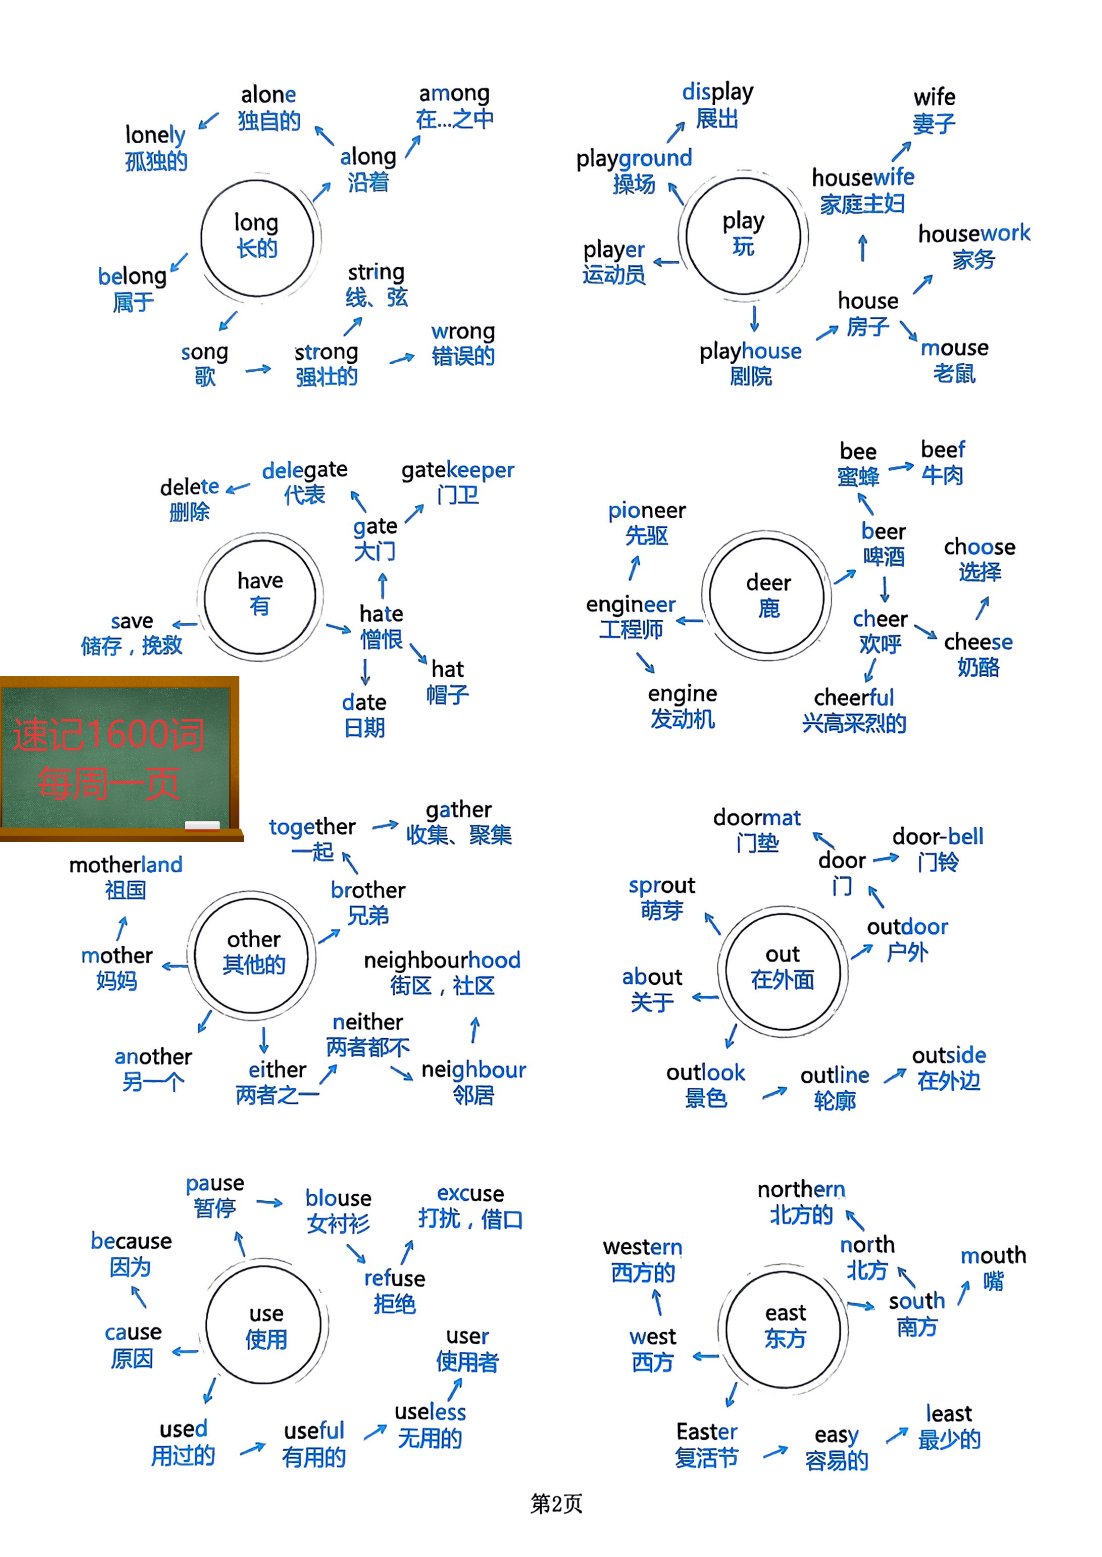 alone
独自的
among
在...之中
lonely
孤独的
along
沿着
long
长的
belong
属于
string
线、弦
song
歌
strong
强壮的
wrong
错误的
display
展出
wife
妻子
playground
操场
housewife
家庭主妇
play
玩
player
运动员
housework
家务
house
房子
playhouse
剧院
mouse
老鼠
delete
删除
delegate
代表
gatekeeper
门卫
gate
大门
have
有
save
储存，挽救
hate
憎恨
hat
帽子
date
日期
bee
蜜蜂
beef
牛肉
pioneer
先驱
beer
啤酒
choose
选择
deer
鹿
engineer
工程师
cheer
欢呼
cheese
奶酪
engine
发动机
cheerful
兴高采烈的
速记1600词
每周一页
together
一起
gather
收集、聚集
motherland
祖国
brother
兄弟
other
其他的
mother
妈妈
neighbourhood
街区，社区
neither
两者都不
another
另一个
either
两者之一
neighbour
邻居
doormat
门垫
door
门
door-bell
门铃
sprout
萌芽
outdoor
户外
out
在外面
about
关于
outlook
景色
outline
轮廓
outside
在外边
pause
暂停
blouse
女衬衫
excuse
打扰，借口
because
因为
refuse
拒绝
use
使用
cause
原因
user
使用者
used
用过的
useful
有用的
useless
无用的
northern
北方的
western
西方的
north
北方
mouth
嘴
east
东方
south
南方
west
西方
Easter
复活节
easy
容易的
least
最少的
第2页